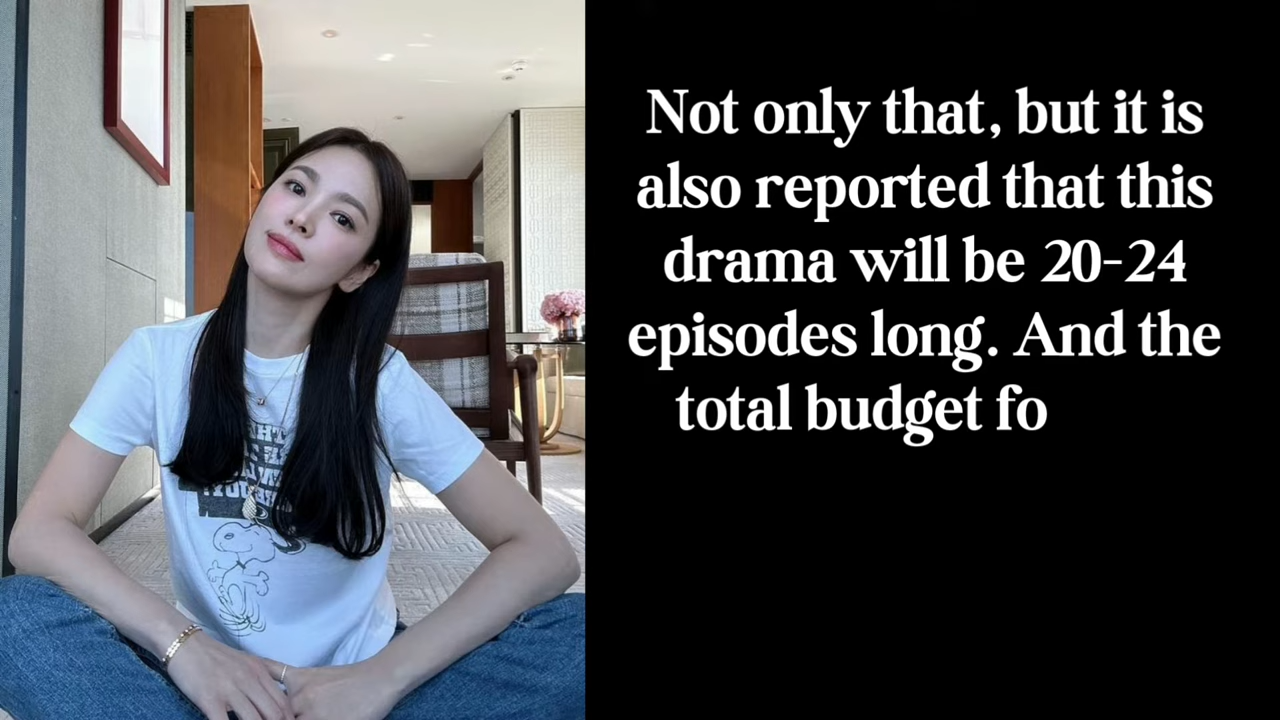 Not only that, but it is
also reported that this
drama will be 20-24
episodes long. And the
total budget fo